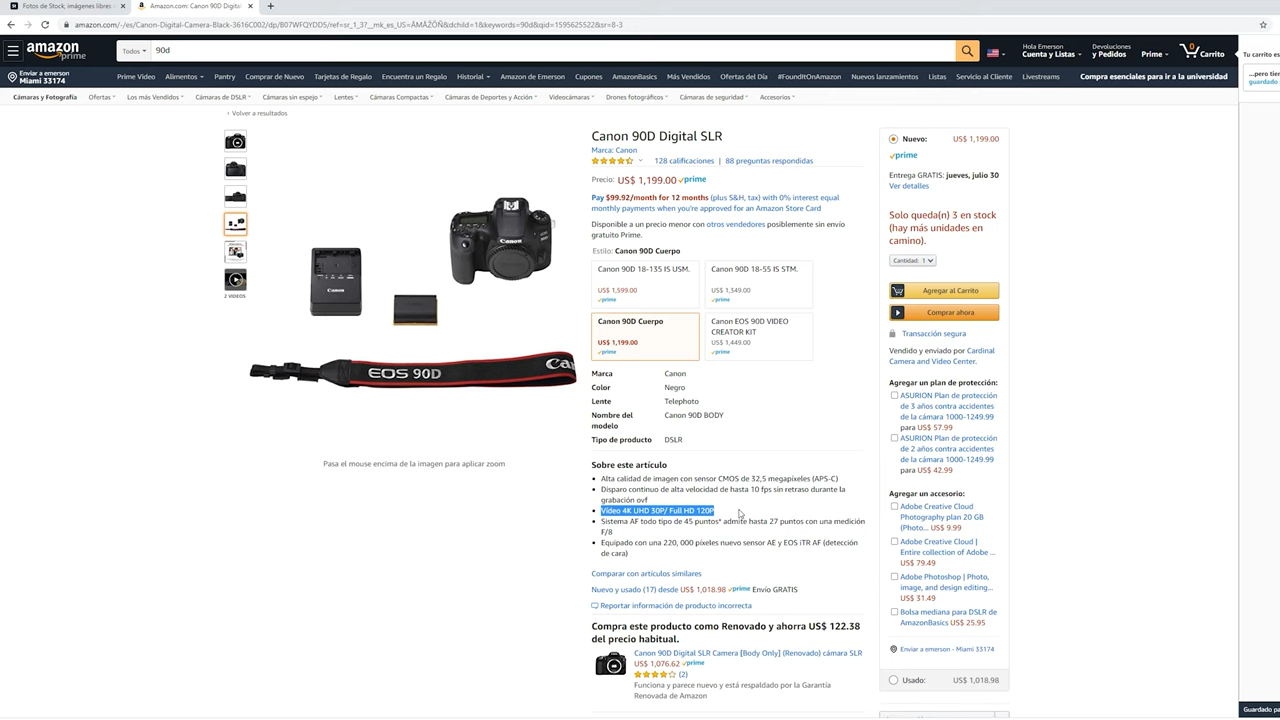 Fotos de Stock, imágenes libres
Amazon.com: Canon 90D Digital
amazon.com/-/es/Canon-Digital-Camera-Black-3616C002/dp/B07WFQYDD5/ref=sr_1_3?__mk_es_US=ÅMÅŽÕÑ&dchild=1&keywords=90d&qid=1595625522&sr=8-3
amazon prime
Todos
90d
Hola Emerson
Cuenta y Listas
Devoluciones
y Pedidos
Prime
0
Carrito
Tu carrito es
...pero tien
guardado
Enviar a emerson
Miami 33174
Prime Video Alimentos Pantry Comprar de Nuevo Tarjetas de Regalo Encuentra un Regalo Historial Amazon de Emerson Cupones AmazonBasics Más Vendidos Ofertas del Día #FoundItOnAmazon Nuevos lanzamientos Listas Servicio al Cliente Livestreams Compra esenciales para ir a la universidad
Cámaras y Fotografía Ofertas Los más Vendidos Cámaras de DSLR Cámaras sin espejo Lentes Cámaras Compactas Cámaras de Deportes y Acción Videocámaras Drones fotográficos Cámaras de seguridad Accesorios
‹ Volver a resultados
2 VIDEOS
Canon
Canon
EOS 90D
Can
Pasa el mouse encima de la imagen para aplicar zoom
Canon 90D Digital SLR
Marca: Canon
128 calificaciones | 88 preguntas respondidas
Precio: US$ 1,199.00 prime
Pay $99.92/month for 12 months (plus S&H, tax) with 0% interest equal
monthly payments when you're approved for an Amazon Store Card
Disponible a un precio menor con otros vendedores posiblemente sin envío
gratuito Prime.
Estilo: Canon 90D Cuerpo
Canon 90D 18-135 IS USM.
US$ 1,599.00
prime
Canon 90D 18-55 IS STM.
US$ 1,349.00
prime
Canon 90D Cuerpo
US$ 1,199.00
prime
Canon EOS 90D VIDEO
CREATOR KIT
US$ 1,449.00
prime
Marca Canon
Color Negro
Lente Telephoto
Nombre del
modelo
Canon 90D BODY
Tipo de producto DSLR
Sobre este artículo
• Alta calidad de imagen con sensor CMOS de 32,5 megapíxeles (APS-C)
• Disparo continuo de alta velocidad de hasta 10 fps sin retraso durante la
grabación ovf
• Vídeo 4K UHD 30P/ Full HD 120P
• Sistema AF todo tipo de 45 puntos* admite hasta 27 puntos con una medición
F/8
• Equipado con una 220, 000 píxeles nuevo sensor AE y EOS iTR AF (detección
de cara)
Comparar con artículos similares
Nuevo y usado (17) desde US$ 1,018.98 prime Envío GRATIS
Reportar información de producto incorrecta
Compra este producto como Renovado y ahorra US$ 122.38
del precio habitual.
Canon 90D Digital SLR Camera [Body Only] (Renovado) cámara SLR
US$ 1,076.62 prime
(2)
Funciona y parece nuevo y está respaldado por la Garantía
Renovada de Amazon
Nuevo: US$ 1,199.00
prime
Entrega GRATIS: jueves, julio 30
Ver detalles
Solo queda(n) 3 en stock
(hay más unidades en
camino).
Cantidad: 1
Agregar al Carrito
Comprar ahora
Transacción segura
Vendido y enviado por Cardinal
Camera and Video Center.
Agregar un plan de protección:
ASURION Plan de protección
de 3 años contra accidentes
de la cámara 1000-1249.99
para US$ 57.99
ASURION Plan de protección
de 2 años contra accidentes
de la cámara 1000-1249.99
para US$ 42.99
Agregar un accesorio:
Adobe Creative Cloud
Photography plan 20 GB
(Photo... US$ 9.99
Adobe Creative Cloud |
Entire collection of Adobe ...
US$ 79.49
Adobe Photoshop | Photo,
image, and design editing...
US$ 31.49
Bolsa mediana para DSLR de
AmazonBasics US$ 25.95
Enviar a emerson - Miami 33174
Usado: US$ 1,018.98
Guardado pa